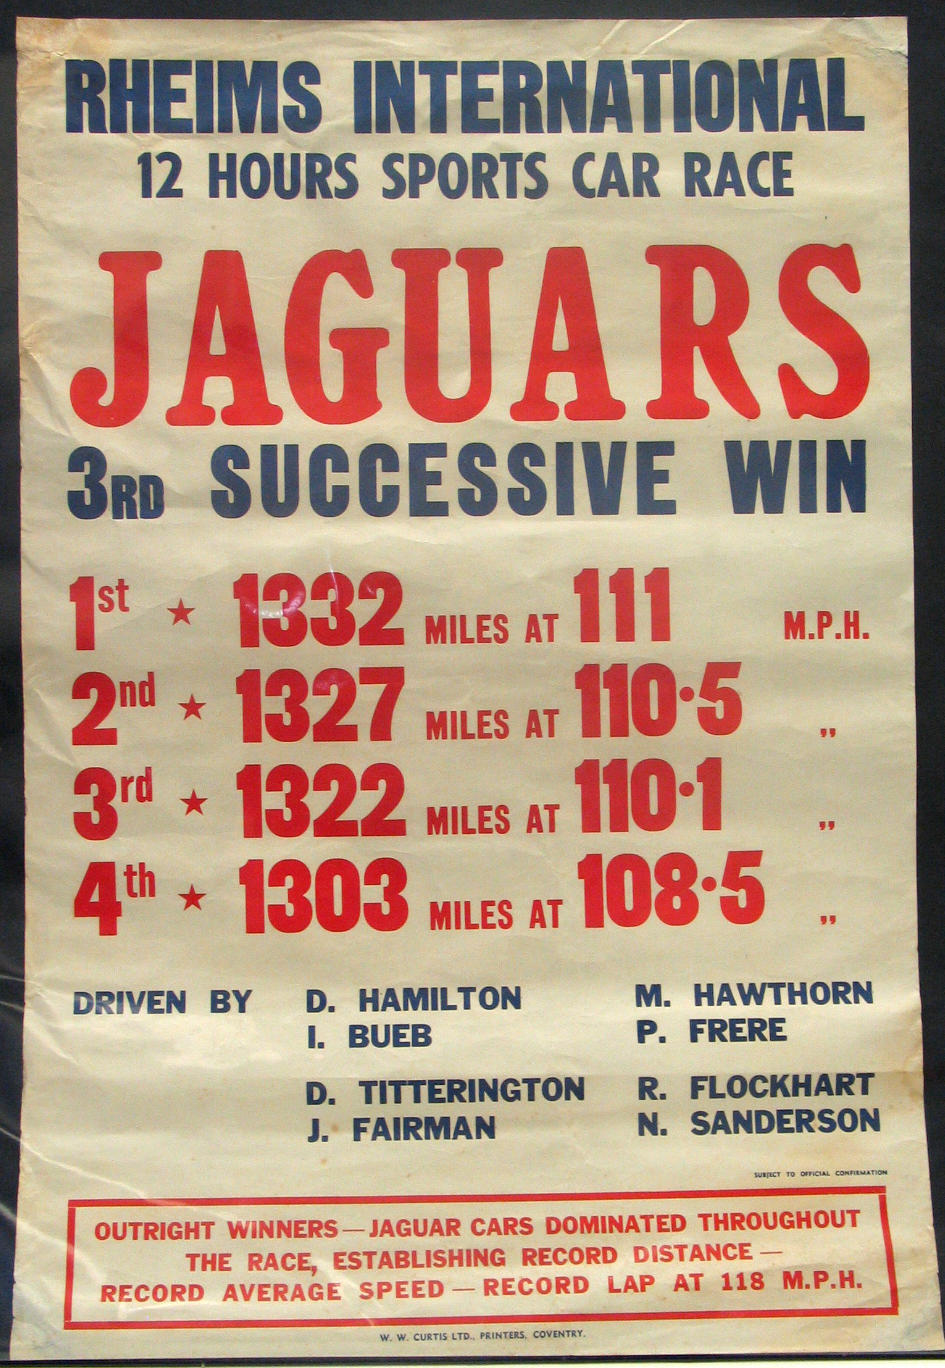 RHEIMS INTERNATIONAL
12 HOURS SPORTS CAR RACE
JAGUARS
3RD SUCCESSIVE WIN
1st ★ 1332 MILES AT 111 M.P.H.
2nd ★ 1327 MILES AT 110·5 „
3rd ★ 1322 MILES AT 110·1 „
4th ★ 1303 MILES AT 108·5 „
DRIVEN BY D. HAMILTON M. HAWTHORN
I. BUEB P. FRERE
D. TITTERINGTON R. FLOCKHART
J. FAIRMAN N. SANDERSON
SUBJECT TO OFFICIAL CONFIRMATION
OUTRIGHT WINNERS — JAGUAR CARS DOMINATED THROUGHOUT
THE RACE, ESTABLISHING RECORD DISTANCE —
RECORD AVERAGE SPEED — RECORD LAP AT 118 M.P.H.
W. W. CURTIS LTD., PRINTERS, COVENTRY.